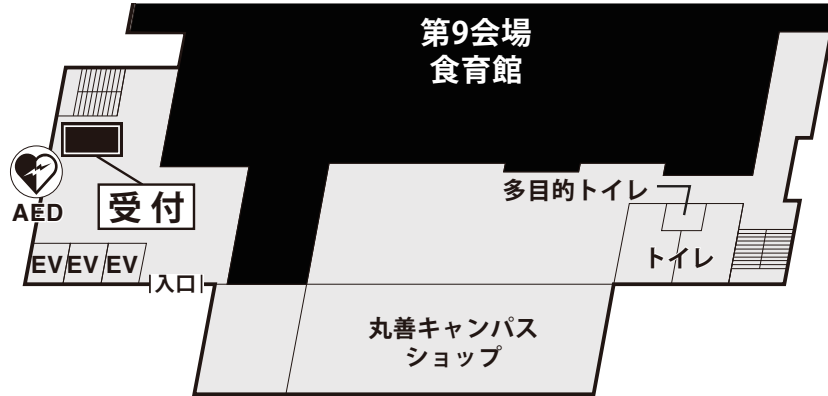 第9会場
食育館
多目的トイレ
受付
AED
トイレ
EV EV EV
入口
丸善キャンパス
ショップ